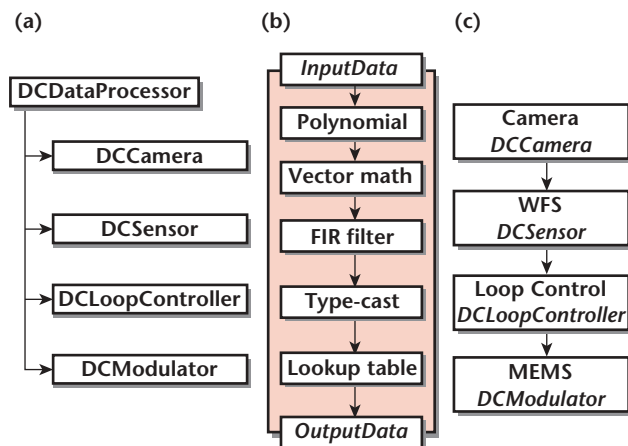 (a)
DCDataProcessor
DCCamera
DCSensor
DCLoopController
DCModulator
(b)
InputData
Polynomial
Vector math
FIR filter
Type-cast
Lookup table
OutputData
(c)
Camera
DCCamera
WFS
DCSensor
Loop Control
DCLoopController
MEMS
DCModulator